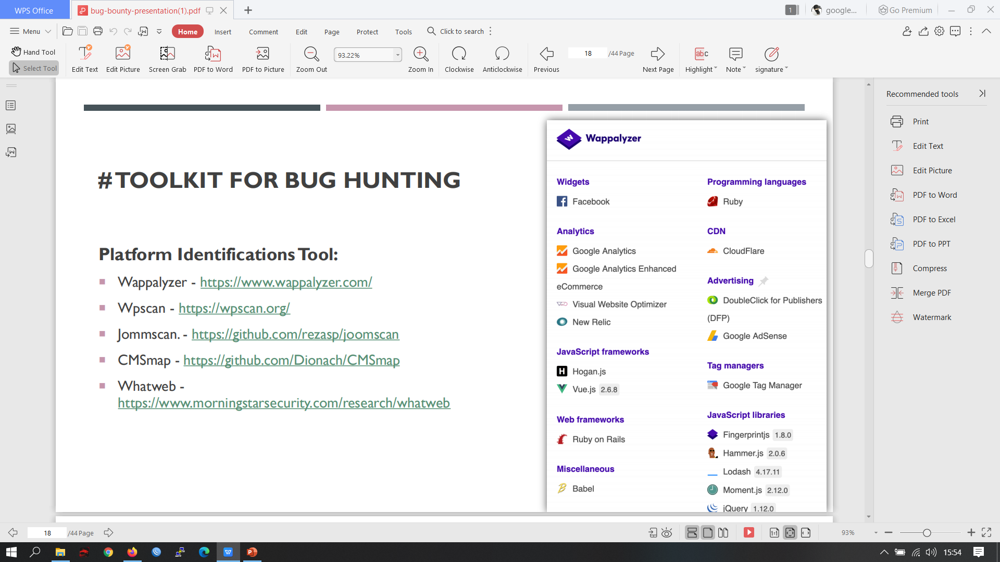 WPS Office
bug-bounty-presentation(1).pdf
1
google...
Go Premium
Menu
Home
Insert
Comment
Edit
Page
Protect
Tools
Click to search
Hand Tool
Select Tool
Edit Text
Edit Picture
Screen Grab
PDF to Word
PDF to Picture
Zoom Out
93.22%
Zoom In
Clockwise
Anticlockwise
Previous
18 /44 Page
Next Page
Highlight
Note
signature
#TOOLKIT FOR BUG HUNTING
Platform Identifications Tool:
Wappalyzer - https://www.wappalyzer.com/
Wpscan - https://wpscan.org/
Jommscan. - https://github.com/rezasp/joomscan
CMSmap - https://github.com/Dionach/CMSmap
Whatweb -
https://www.morningstarsecurity.com/research/whatweb
Wappalyzer
Widgets
Facebook
Analytics
Google Analytics
Google Analytics Enhanced
eCommerce
Visual Website Optimizer
New Relic
JavaScript frameworks
Hogan.js
Vue.js 2.6.8
Web frameworks
Ruby on Rails
Miscellaneous
Babel
Programming languages
Ruby
CDN
CloudFlare
Advertising
DoubleClick for Publishers
(DFP)
Google AdSense
Tag managers
Google Tag Manager
JavaScript libraries
Fingerprintjs 1.8.0
Hammer.js 2.0.6
Lodash 4.17.11
Moment.js 2.12.0
jQuery 1.12.0
Recommended tools
Print
Edit Text
Edit Picture
PDF to Word
PDF to Excel
PDF to PPT
Compress
Merge PDF
Watermark
18 /44 Page
93%
15:54